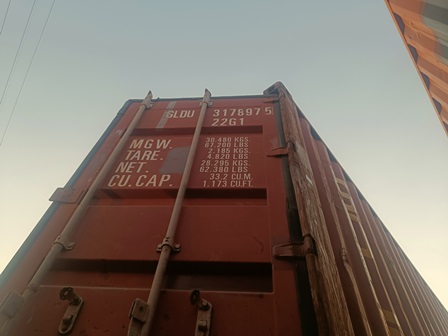 GLDU 317897 5
22G1
MGW. 30.480 KGS.
67.200 LBS
TARE. 2.185 KGS.
4.820 LBS
NET. 28.295 KGS.
62.380 LBS
CU.CAP. 33.2 CU.M.
1.173 CU.FT.